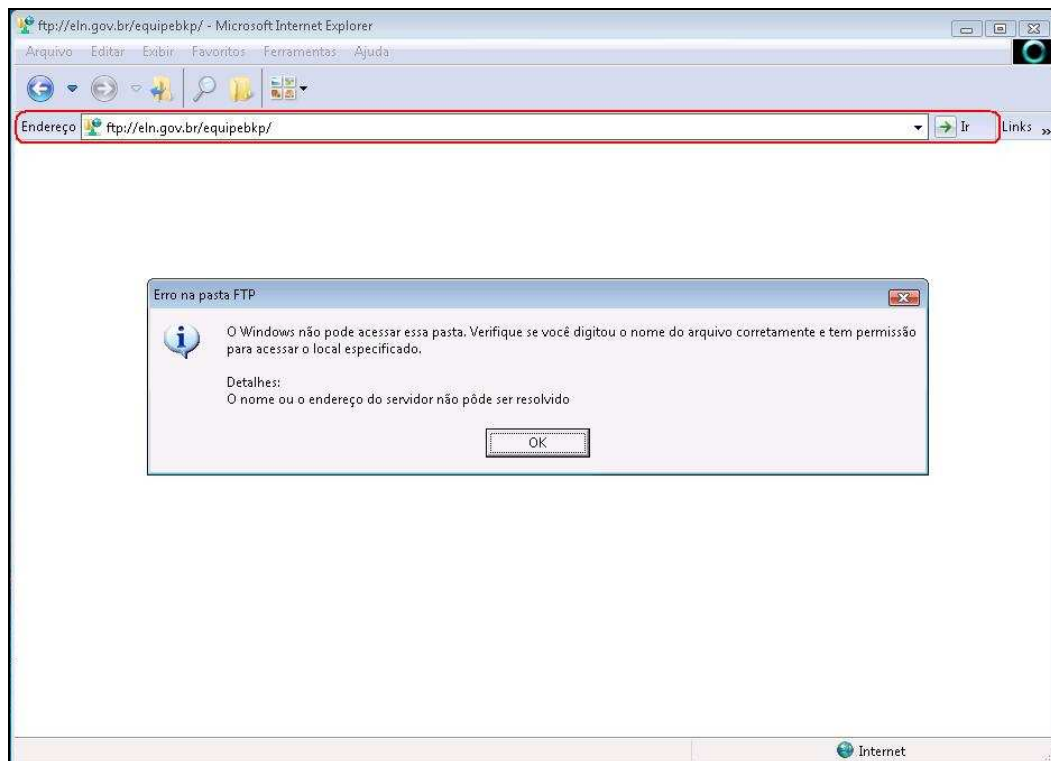 ftp://eln.gov.br/equipebkp/ - Microsoft Internet Explorer
Arquivo Editar Exibir Favoritos Ferramentas Ajuda
Endereço ftp://eln.gov.br/equipebkp/ Ir Links »
Erro na pasta FTP
O Windows não pode acessar essa pasta. Verifique se você digitou o nome do arquivo corretamente e tem permissão
para acessar o local especificado.
Detalhes:
O nome ou o endereço do servidor não pôde ser resolvido
OK
Internet